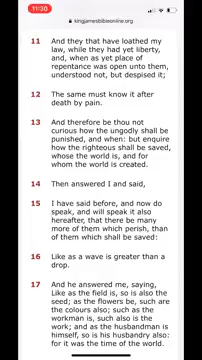 11:30
kingjamesbibleonline.org
11 And they that have loathed my
law, while they had yet liberty,
and, when as yet place of
repentance was open unto them,
understood not, but despised it;
12 The same must know it after
death by pain.
13 And therefore be thou not
curious how the ungodly shall be
punished, and when: but enquire
how the righteous shall be saved,
whose the world is, and for
whom the world is created.
14 Then answered I and said,
15 I have said before, and now do
speak, and will speak it also
hereafter, that there be many
more of them which perish, than
of them which shall be saved:
16 Like as a wave is greater than a
drop.
17 And he answered me, saying,
Like as the field is, so is also the
seed; as the flowers be, such are
the colours also; such as the
workman is, such also is the
work; and as the husbandman is
himself, so is his husbandry also:
for it was the time of the world.